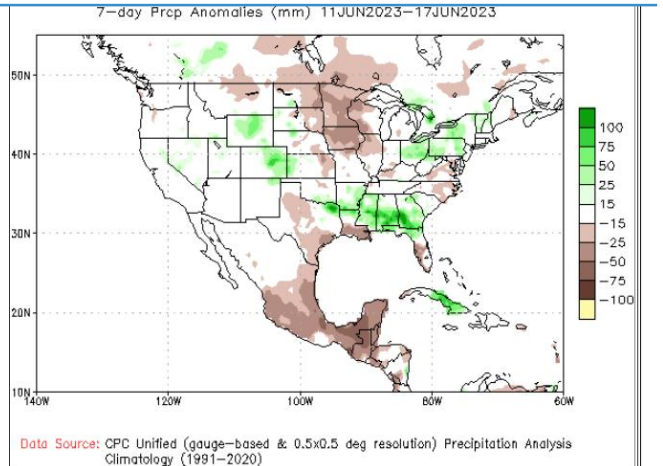 7-day Prcp Anomalies (mm) 11JUN2023-17JUN2023
50N
40N
30N
20N
10N
140W
120W
100W
80W
60W
100
75
50
25
15
-15
-25
-50
-75
-100
Data Source: CPC Unified (gauge-based & 0.5x0.5 deg resolution) Precipitation Analysis
Climatology (1991-2020)